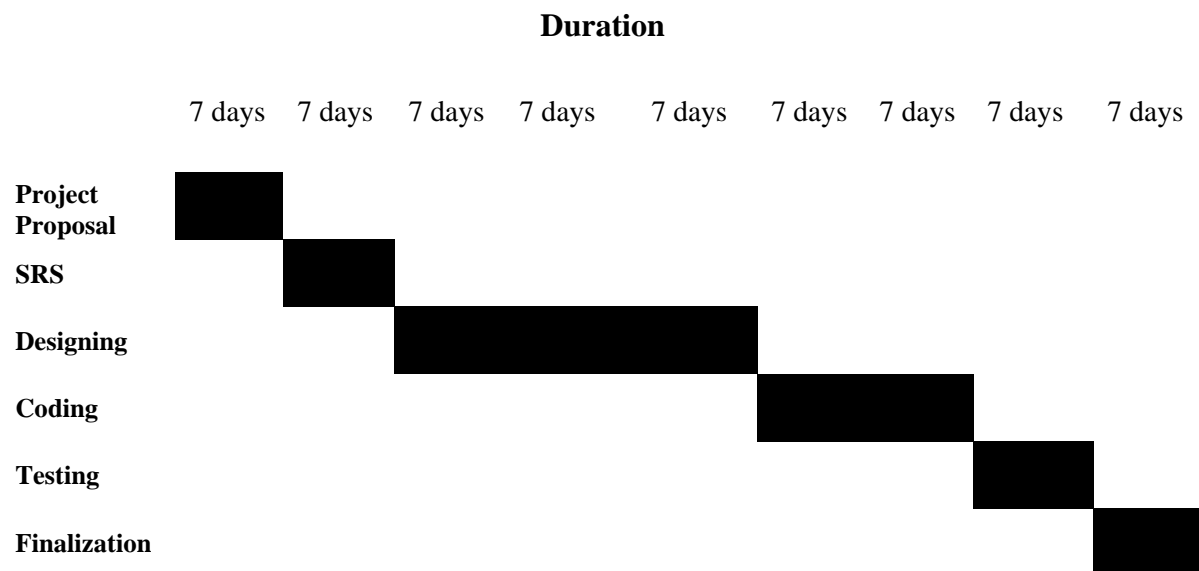 Duration
7 days 7 days 7 days 7 days 7 days 7 days 7 days 7 days 7 days
Project
Proposal
SRS
Designing
Coding
Testing
Finalization